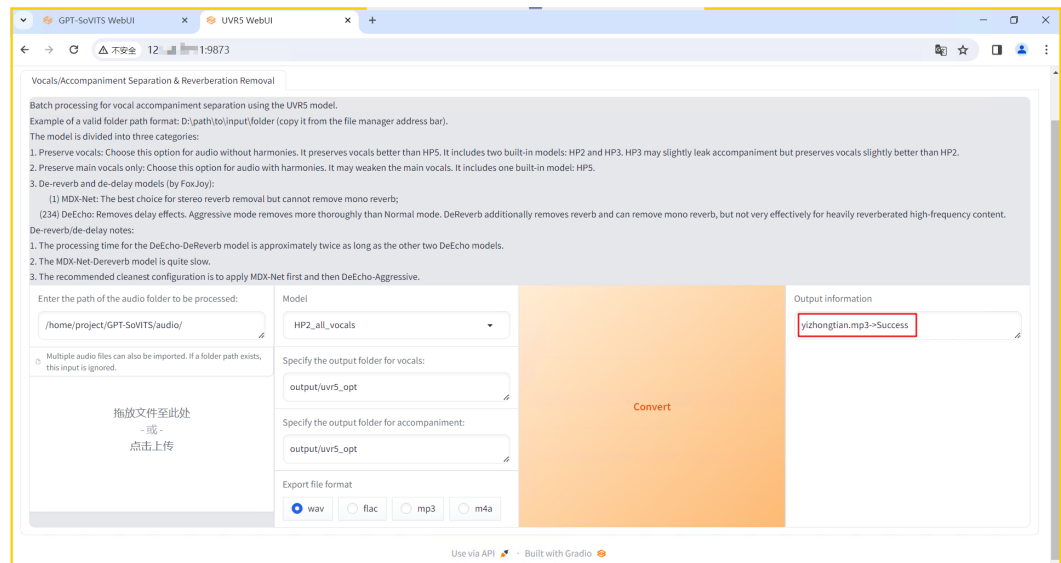 GPT-SoVITS WebUI
UVR5 WebUI
不安全
12
1:9873
Vocals/Accompaniment Separation & Reverberation Removal
Batch processing for vocal accompaniment separation using the UVR5 model.
Example of a valid folder path format: D:\path\to\input\folder (copy it from the file manager address bar).
The model is divided into three categories:
1. Preserve vocals: Choose this option for audio without harmonies. It preserves vocals better than HP5. It includes two built-in models: HP2 and HP3. HP3 may slightly leak accompaniment but preserves vocals slightly better than HP2.
2. Preserve main vocals only: Choose this option for audio with harmonies. It may weaken the main vocals. It includes one built-in model: HP5.
3. De-reverb and de-delay models (by FoxJoy):
(1) MDX-Net: The best choice for stereo reverb removal but cannot remove mono reverb;
(234) DeEcho: Removes delay effects. Aggressive mode removes more thoroughly than Normal mode. DeReverb additionally removes reverb and can remove mono reverb, but not very effectively for heavily reverberated high-frequency content.
De-reverb/de-delay notes:
1. The processing time for the DeEcho-DeReverb model is approximately twice as long as the other two DeEcho models.
2. The MDX-Net-Dereverb model is quite slow.
3. The recommended cleanest configuration is to apply MDX-Net first and then DeEcho-Aggressive.
Enter the path of the audio folder to be processed:
/home/project/GPT-SoVITS/audio/
Multiple audio files can also be imported. If a folder path exists,
this input is ignored.
拖放文件至此处
- 或 -
点击上传
Model
HP2_all_vocals
Specify the output folder for vocals:
output/uvr5_opt
Specify the output folder for accompaniment:
output/uvr5_opt
Export file format
wav
flac
mp3
m4a
Convert
Output information
yizhongtian.mp3->Success
Use via API
· Built with Gradio